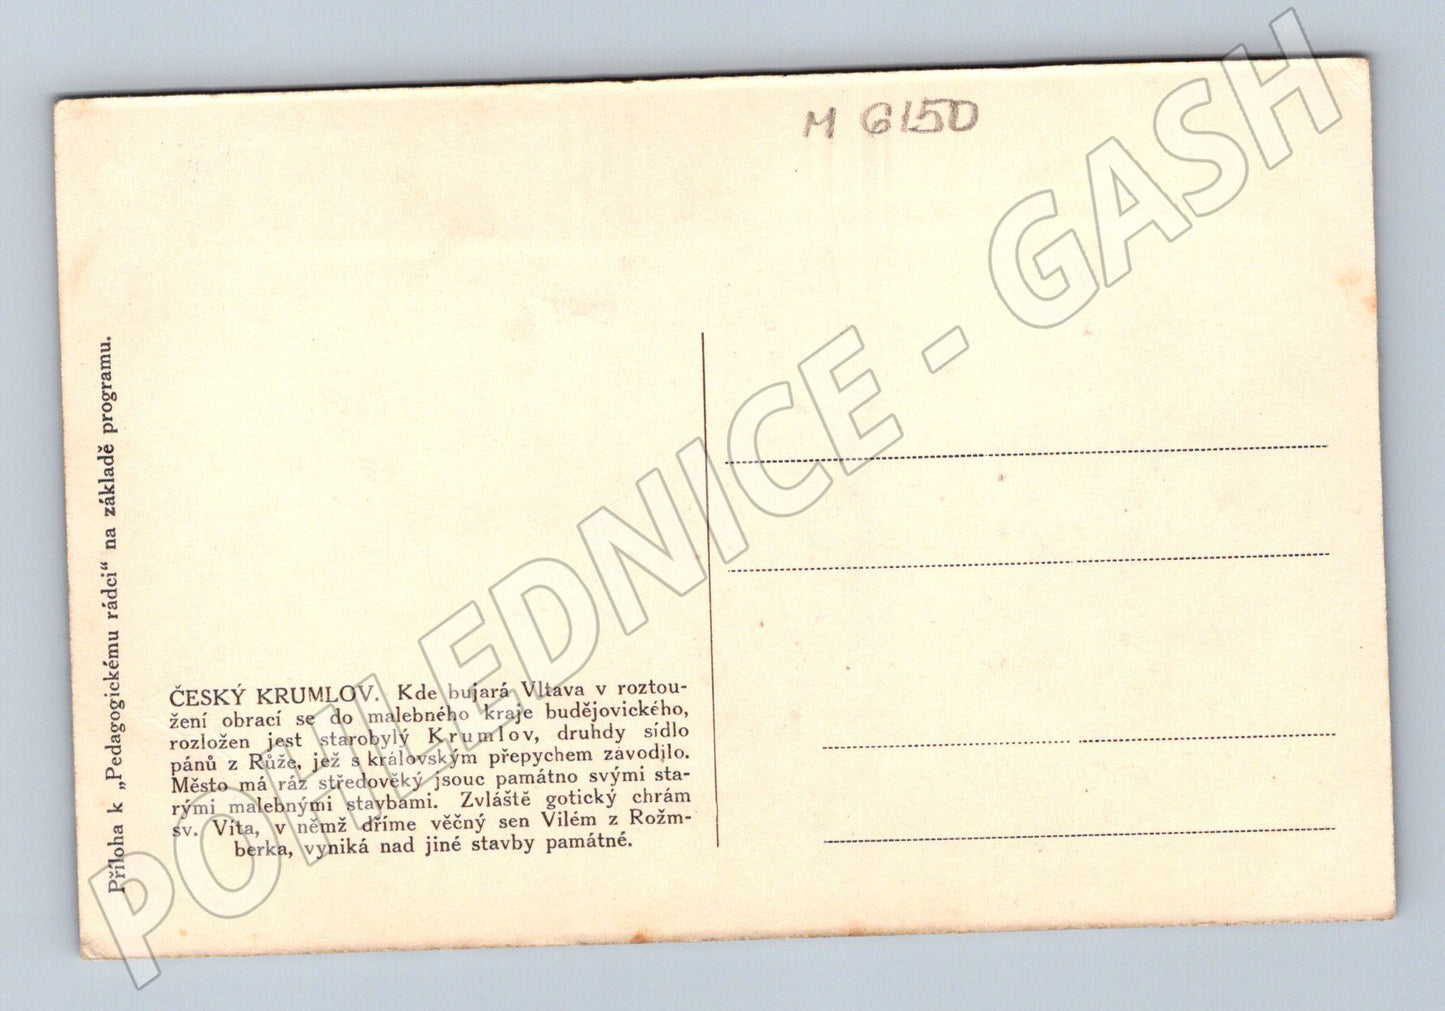 M 6150
Příloha k „Pedagogickému rádci“ na základě programu.
ČESKÝ KRUMLOV. Kde bujará Vltava v roztou-
žení obrací se do malebného kraje budějovického,
rozložen jest starobylý Krumlov, druhdy sídlo
pánů z Růže, jež s královským přepychem závodilo.
Město má ráz středověký jsouc památno svými sta-
rými malebnými stavbami. Zvláště gotický chrám
sv. Víta, v němž dříme věčný sen Vilém z Rožm-
berka, vyniká nad jiné stavby památné.
POHLEDNICE - GASH